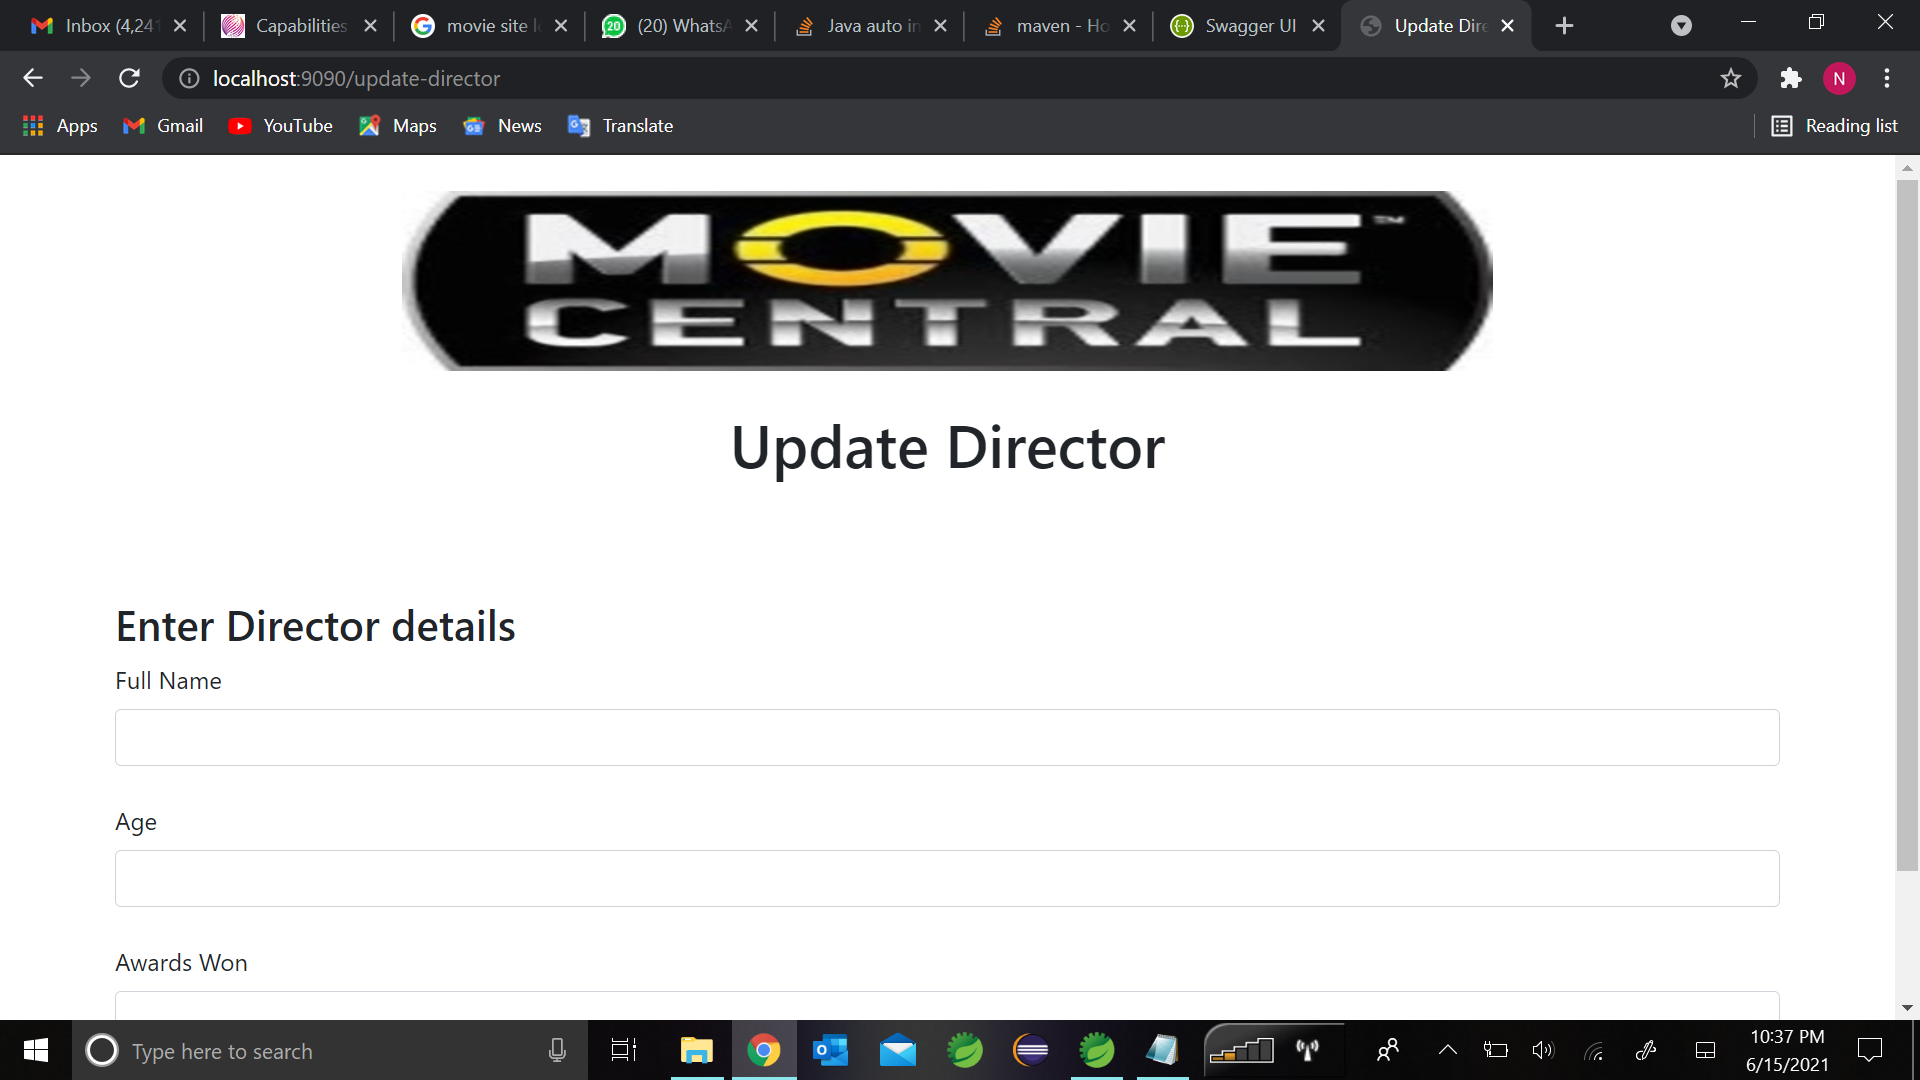 Inbox (4,241
Capabilities
movie site l
(20) WhatsA
Java auto in
maven - Ho
Swagger UI
Update Dire
localhost:9090/update-director
N
Apps
Gmail
YouTube
Maps
News
Translate
Reading list
MOVIE™
CENTRAL
Update Director
Enter Director details
Full Name
Age
Awards Won
Type here to search
10:37 PM
6/15/2021